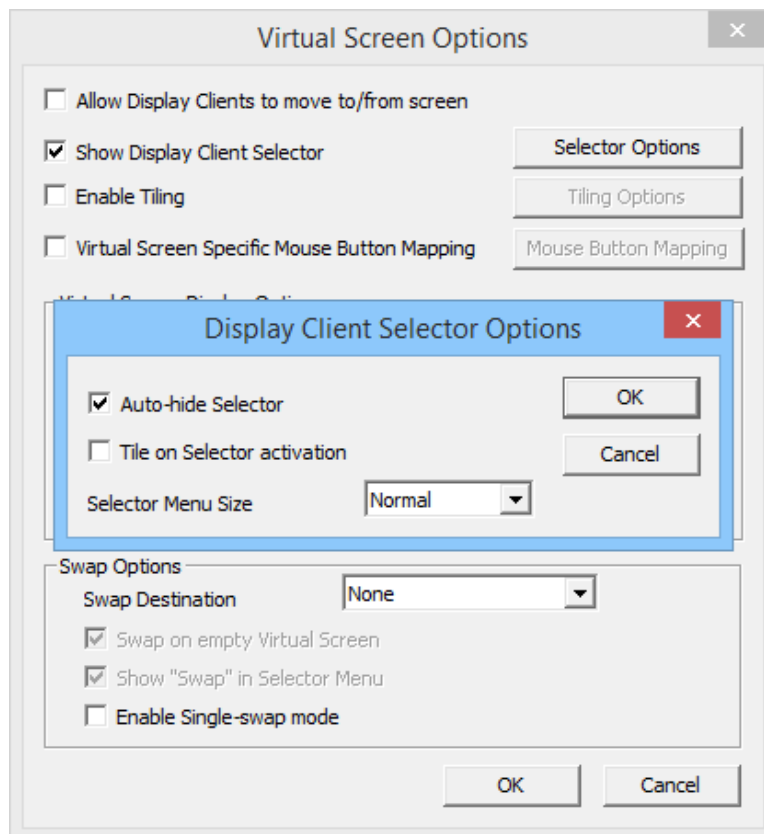 Virtual Screen Options
Allow Display Clients to move to/from screen
Show Display Client Selector
Selector Options
Enable Tiling
Tiling Options
Virtual Screen Specific Mouse Button Mapping
Mouse Button Mapping
Display Client Selector Options
Auto-hide Selector
OK
Tile on Selector activation
Cancel
Selector Menu Size
Normal
Swap Options
Swap Destination
None
Swap on empty Virtual Screen
Show "Swap" in Selector Menu
Enable Single-swap mode
OK
Cancel